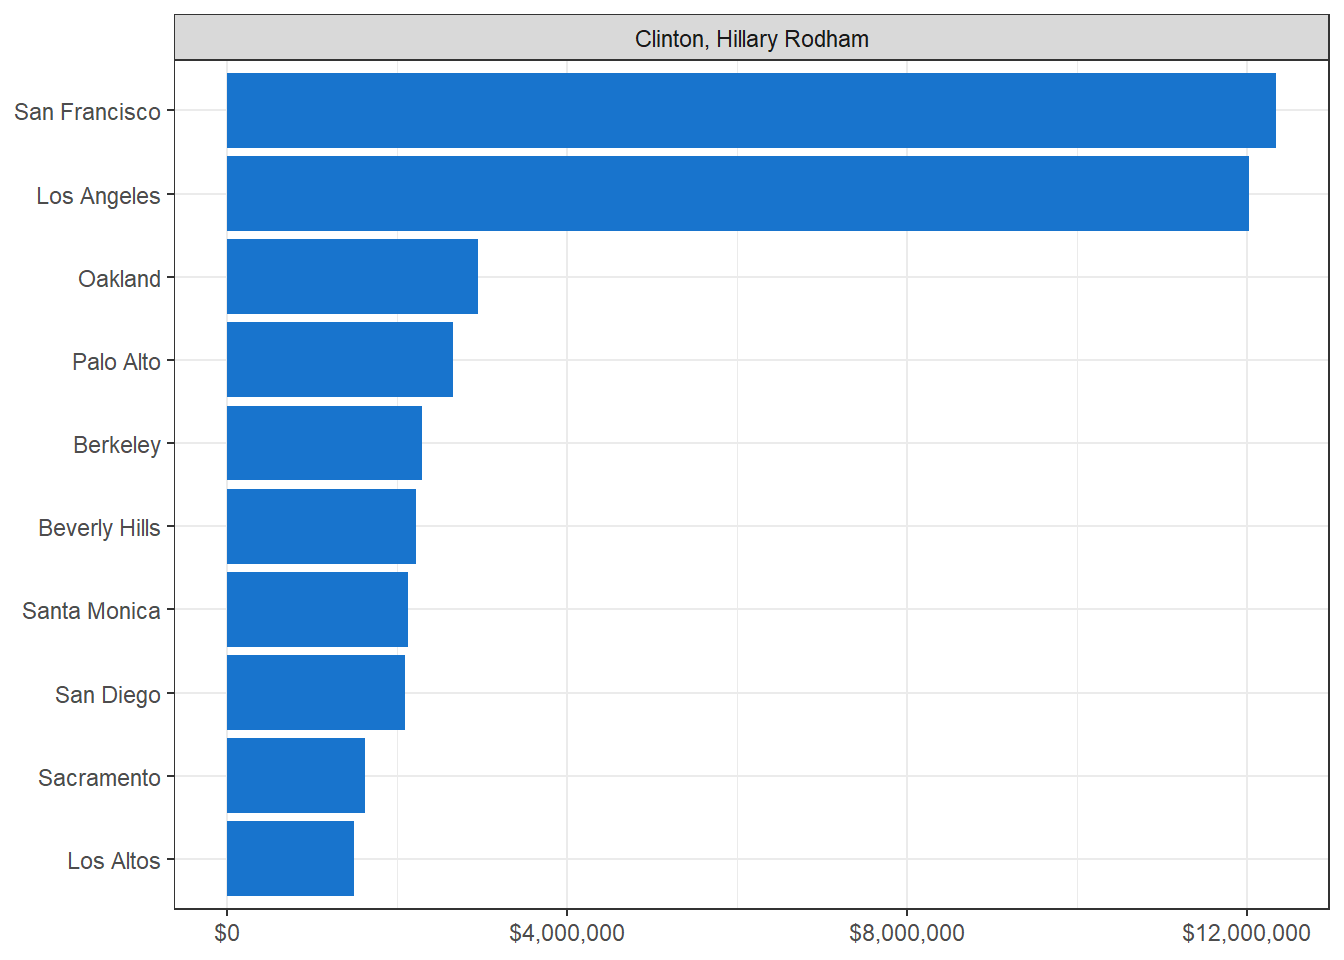 Clinton, Hillary Rodham
San Francisco
Los Angeles
Oakland
Palo Alto
Berkeley
Beverly Hills
Santa Monica
San Diego
Sacramento
Los Altos
$0 $4,000,000 $8,000,000 $12,000,000